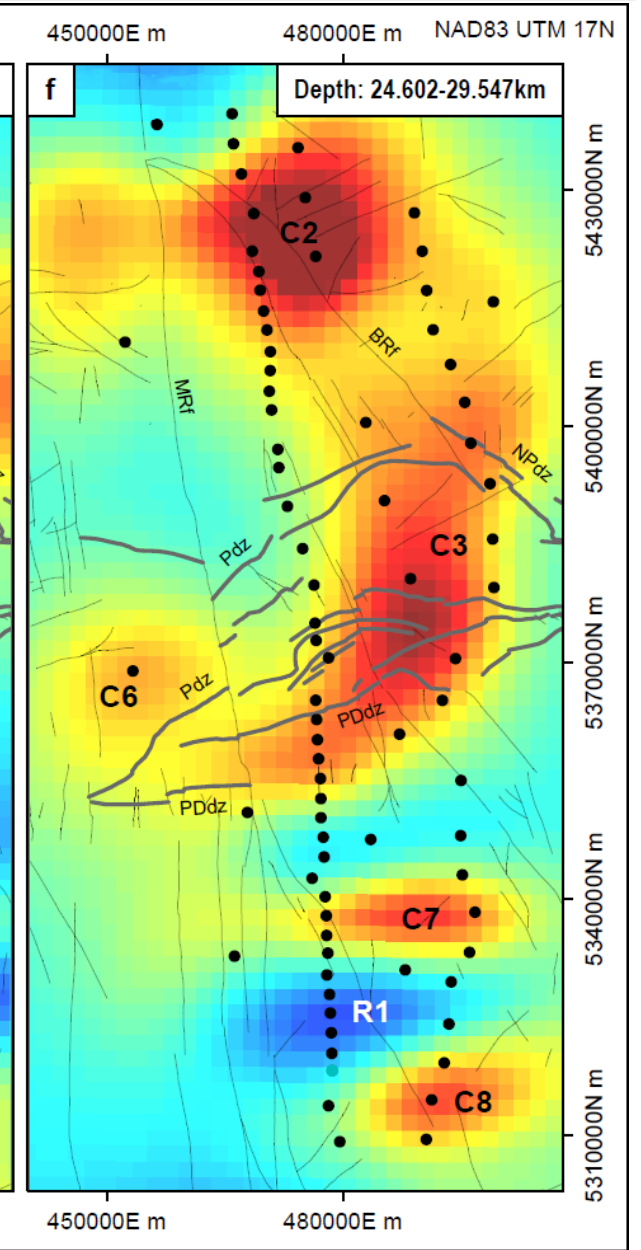 450000E m
480000E m
NAD83 UTM 17N
f
Depth: 24.602-29.547km
5430000N m
C2
BRf
MRf
5400000N m
NPdz
C3
Pdz
5370000N m
C6
Pdz
PDdz
PDdz
5340000N m
C7
R1
C8
5310000N m
450000E m
480000E m